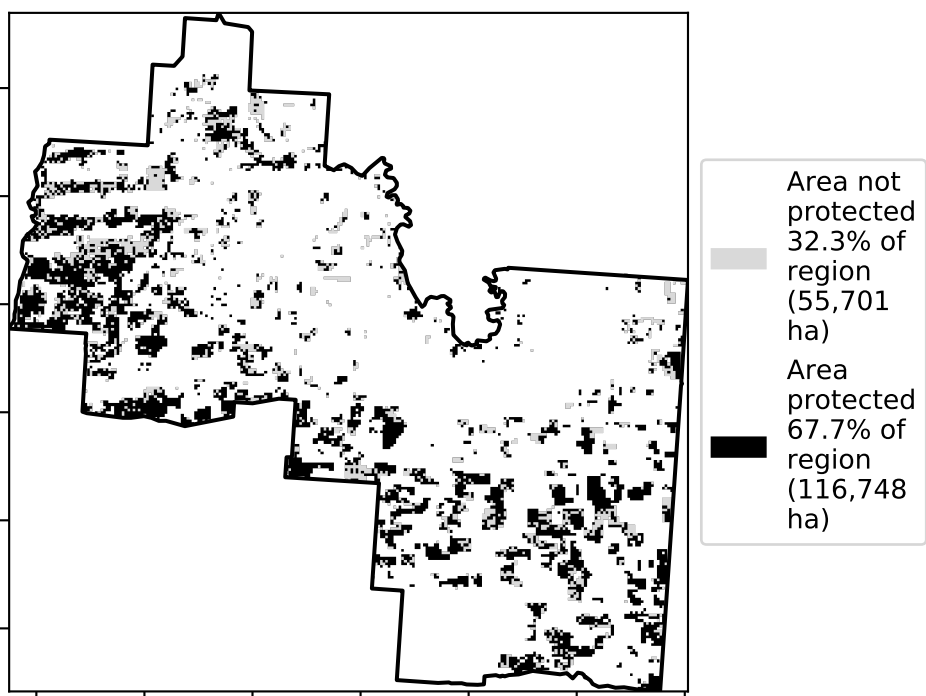 Area not
protected
32.3% of
region
(55,701
ha)
Area
protected
67.7% of
region
(116,748
ha)